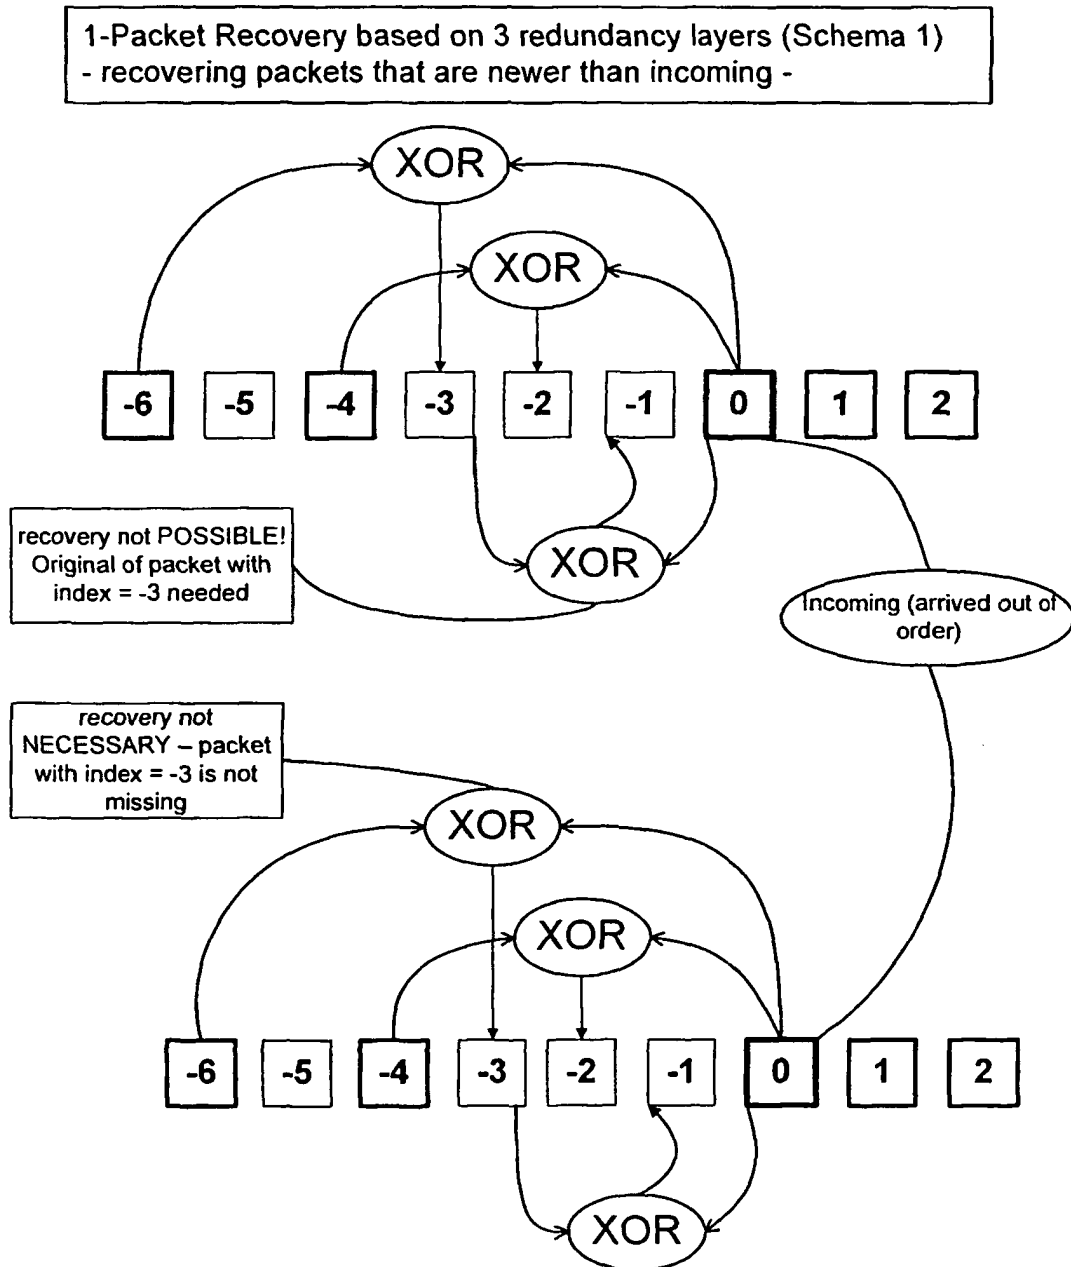 1-Packet Recovery based on 3 redundancy layers (Schema 1)
- recovering packets that are newer than incoming -
XOR
XOR
-6 -5 -4 -3 -2 -1 0 1 2
recovery not POSSIBLE!
Original of packet with
index = -3 needed
XOR
Incoming (arrived out of
order)
recovery not
NECESSARY – packet
with index = -3 is not
missing
XOR
XOR
-6 -5 -4 -3 -2 -1 0 1 2
XOR